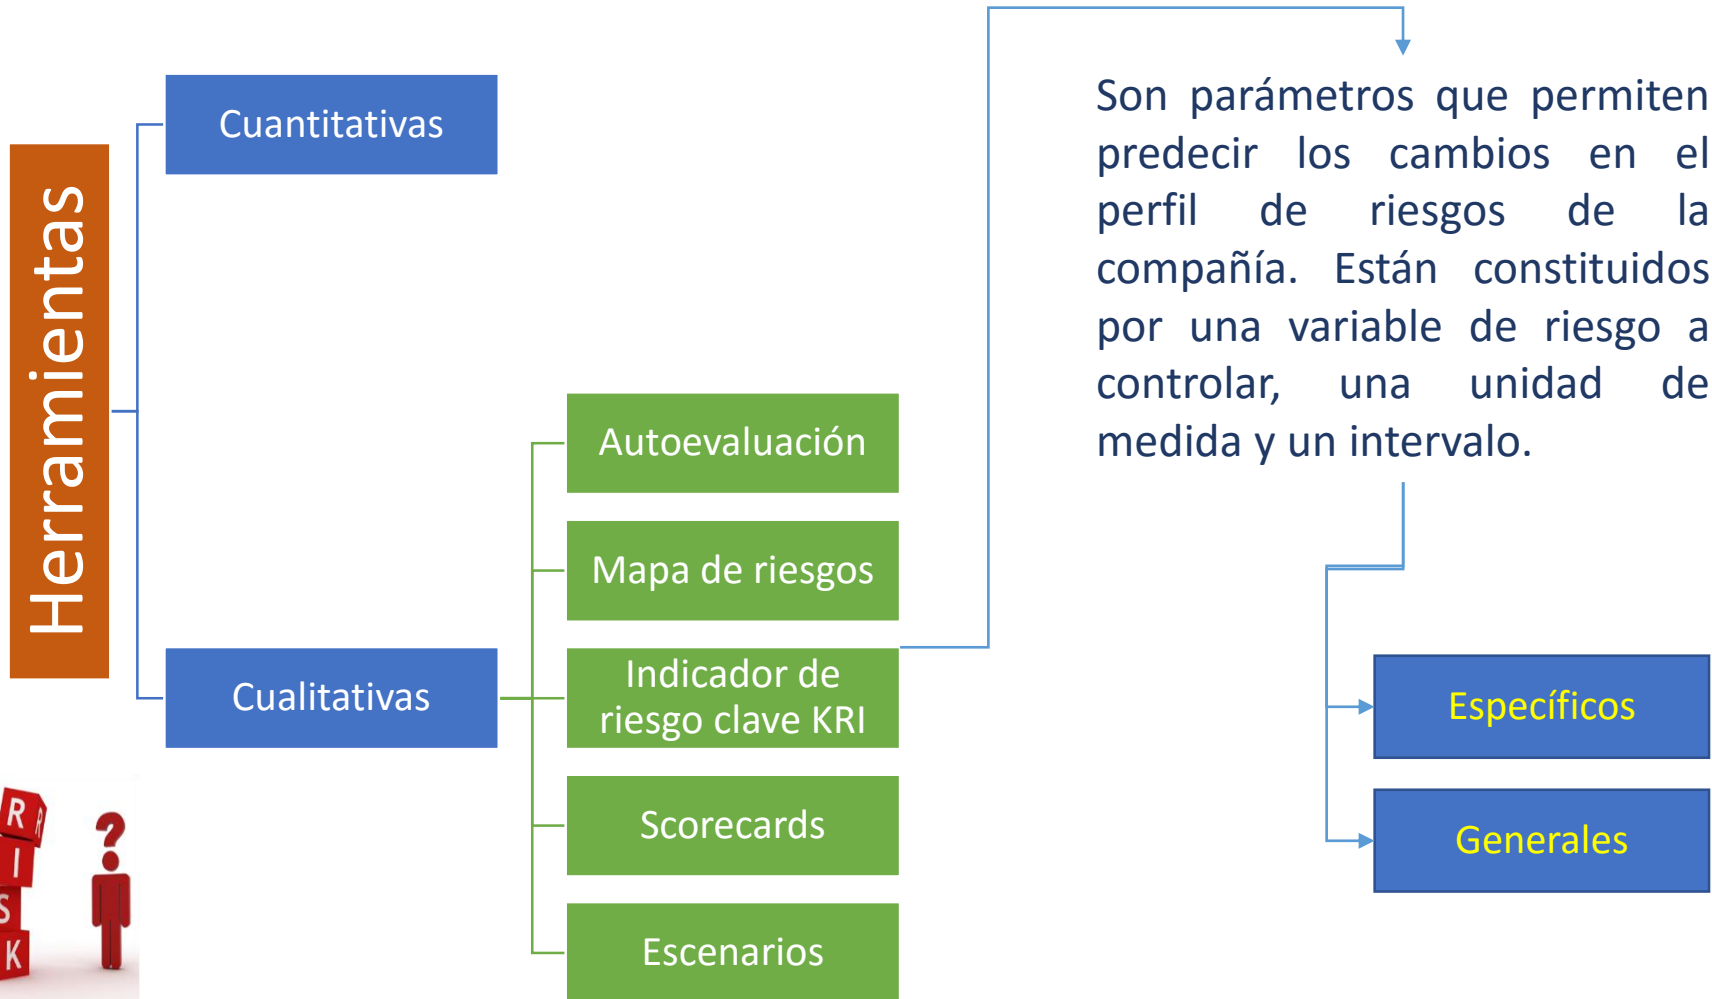 Herramientas
Cuantitativas
Cualitativas
Autoevaluación
Mapa de riesgos
Indicador de
riesgo clave KRI
Scorecards
Escenarios
Son parámetros que permiten
predecir los cambios en el
perfil de riesgos de la
compañía. Están constituidos
por una variable de riesgo a
controlar, una unidad de
medida y un intervalo.
Específicos
Generales
R R
I
S
K
?